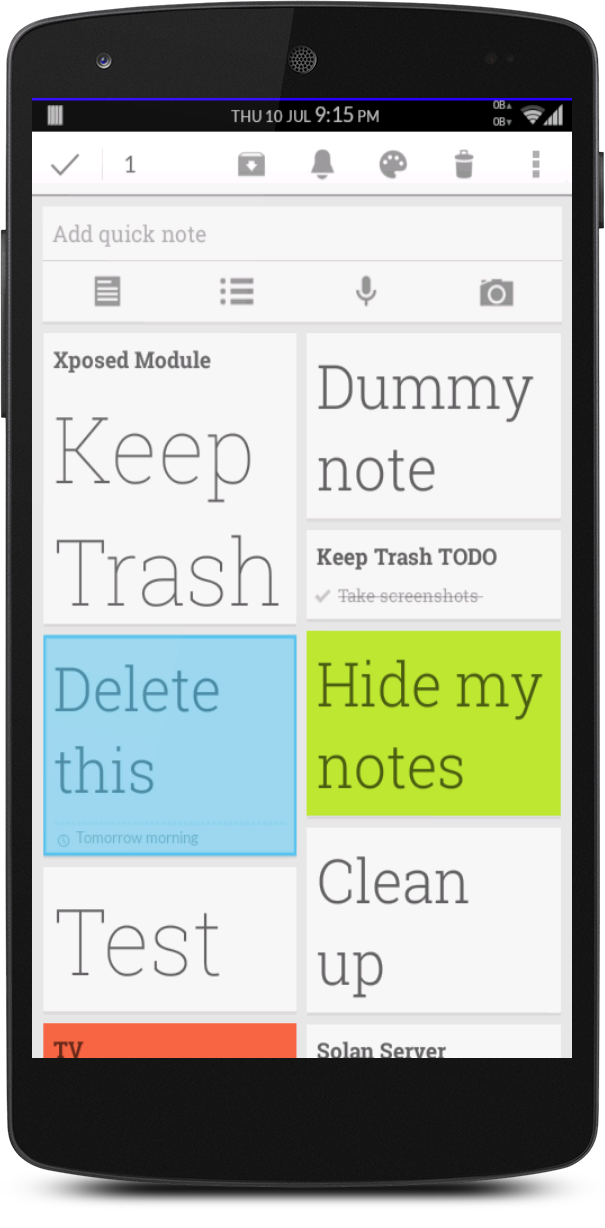 THU 10 JUL 9:15 PM
0B▲
0B▼
1
Add quick note
Xposed Module
Keep
Trash
Dummy
note
Keep Trash TODO
Take screenshots
Delete
this
Tomorrow morning
Hide my
notes
Test
Clean
up
TV
Solan Server